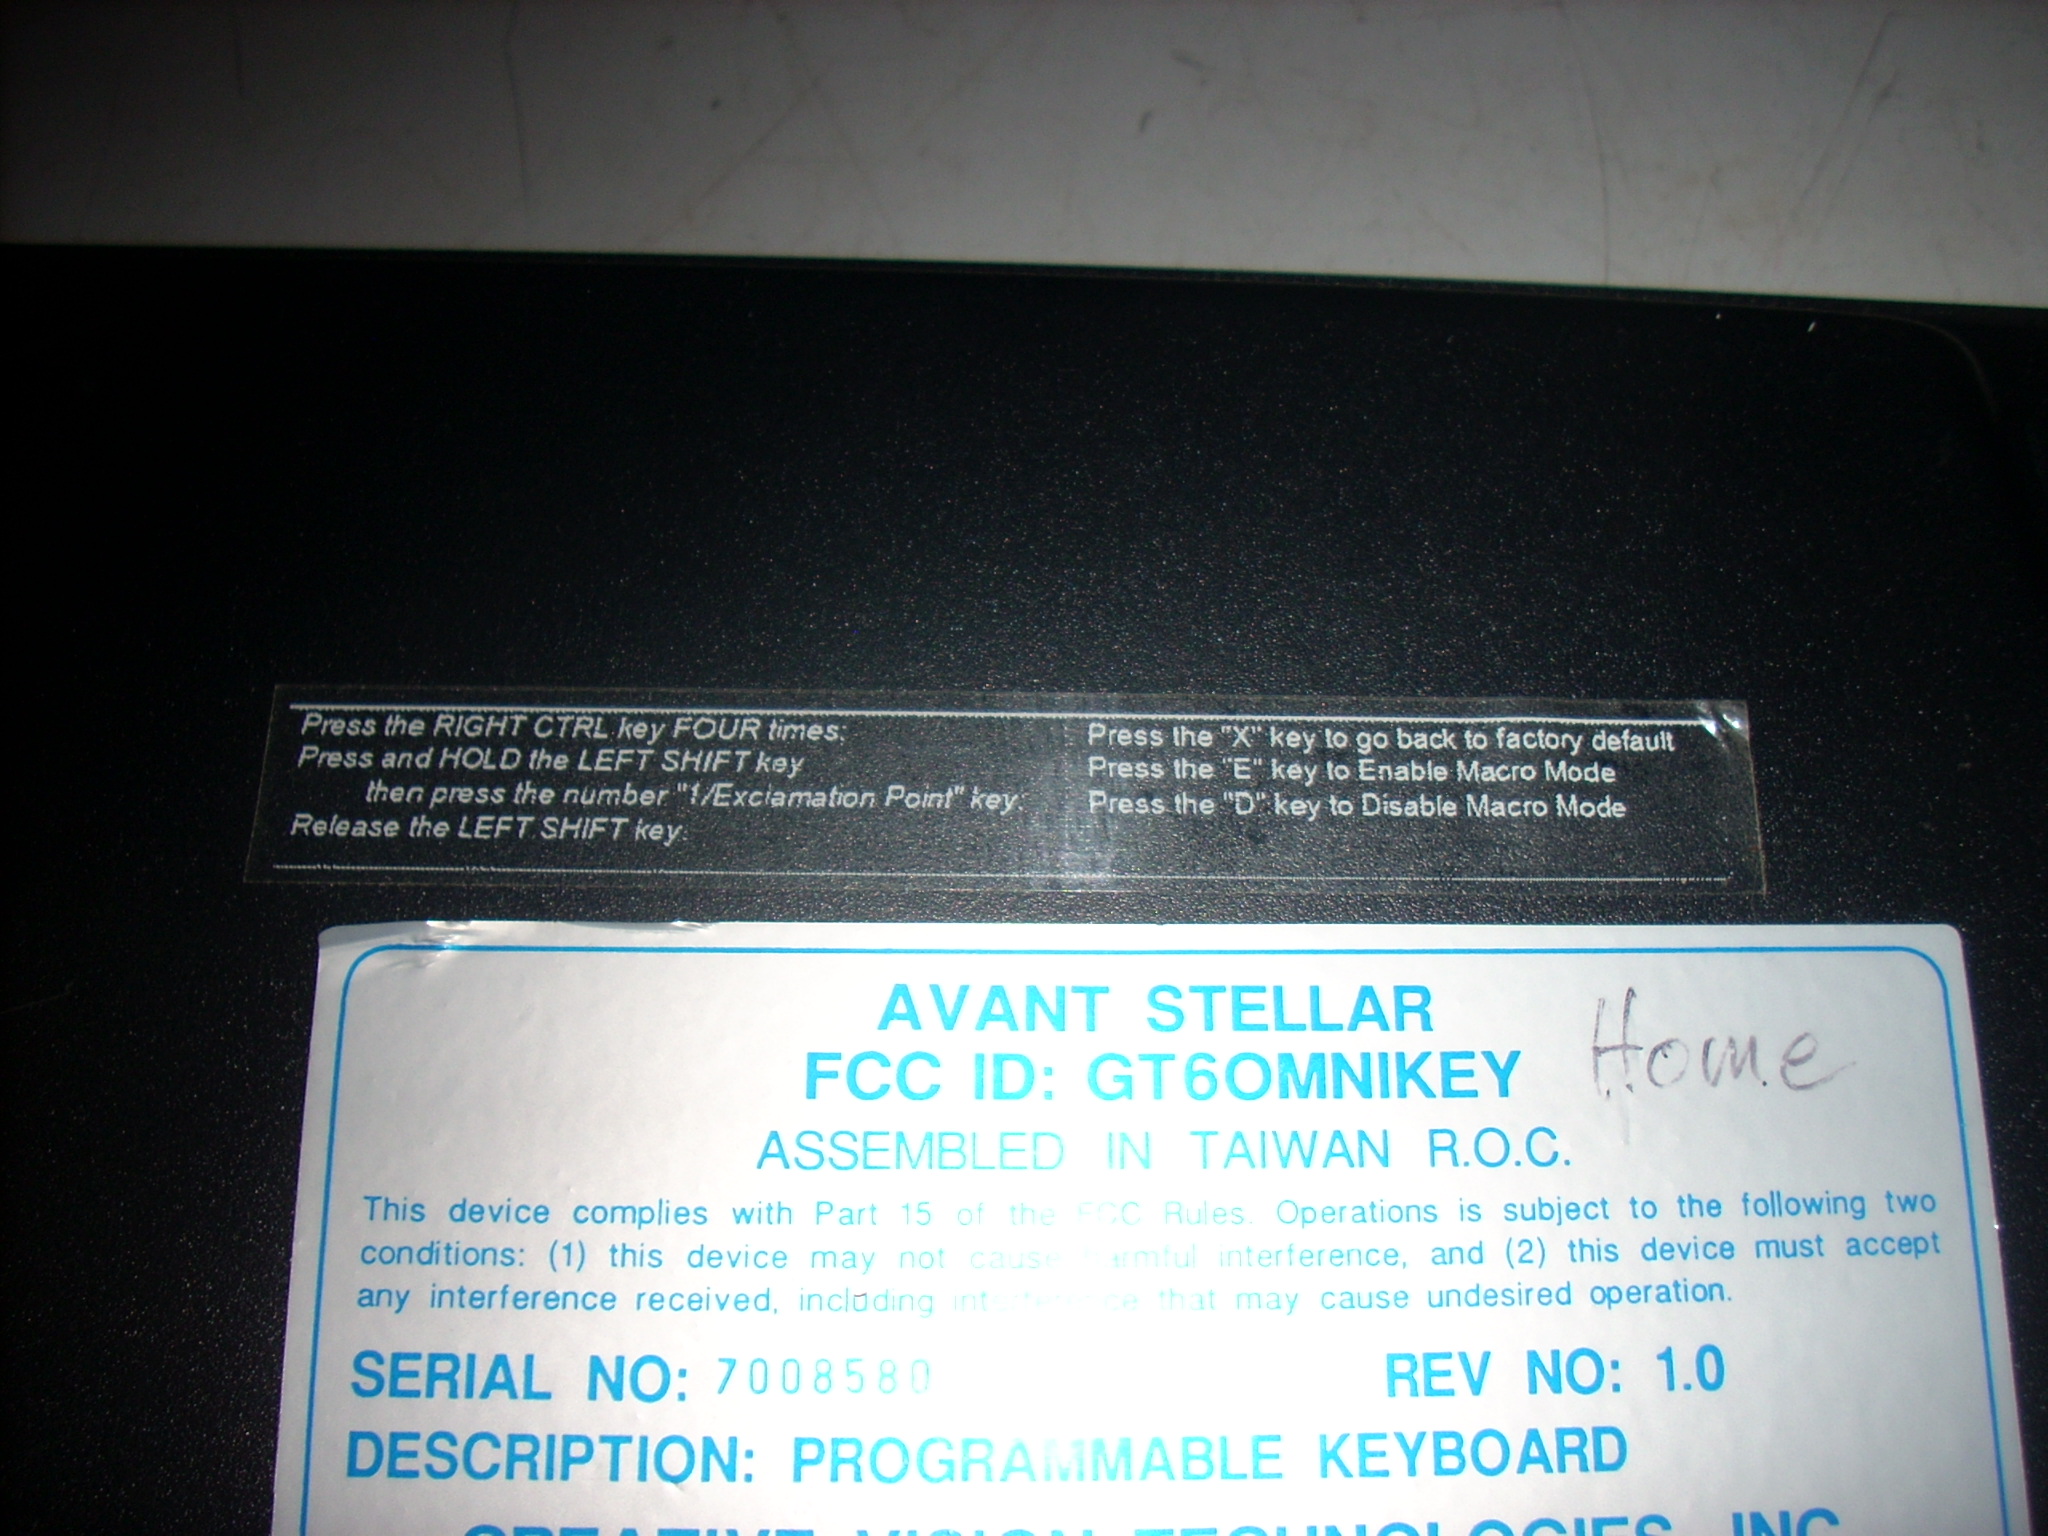 Press the RIGHT CTRL key FOUR times:
Press and HOLD the LEFT SHIFT key
then press the number "1/Exclamation Point" key:
Release the LEFT SHIFT key:
Press the "X" key to go back to factory default
Press the "E" key to Enable Macro Mode
Press the "D" key to Disable Macro Mode
AVANT STELLAR
FCC ID: GT6OMNIKEY
Home
ASSEMBLED IN TAIWAN R.O.C.
This device complies with Part 15 of the FCC Rules. Operations is subject to the following two
conditions: (1) this device may not cause harmful interference, and (2) this device must accept
any interference received, including interference that may cause undesired operation.
SERIAL NO: 7008580
REV NO: 1.0
DESCRIPTION: PROGRAMMABLE KEYBOARD
CREATIVE VISION TECHNOLOGIES, INC